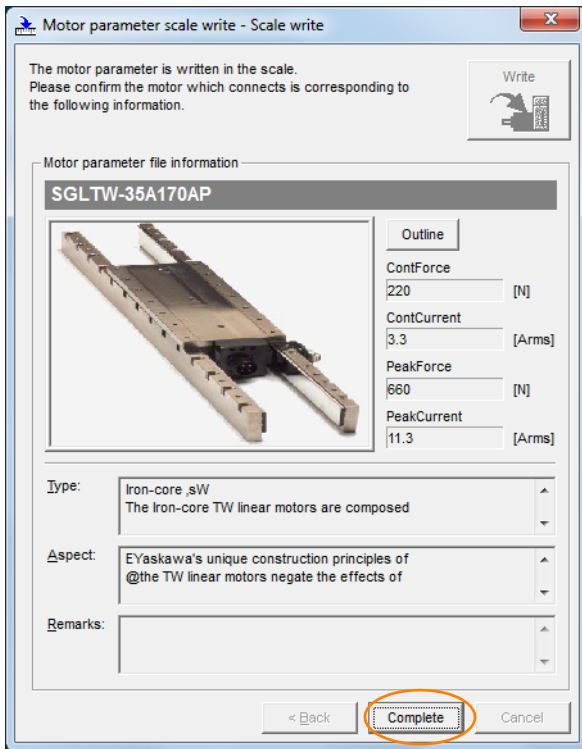 Motor parameter scale write - Scale write
The motor parameter is written in the scale.
Please confirm the motor which connects is corresponding to
the following information.
Write
Motor parameter file information
SGLTW-35A170AP
Outline
ContForce
220 [N]
ContCurrent
3.3 [Arms]
PeakForce
660 [N]
PeakCurrent
11.3 [Arms]
Type:
Iron-core ,sW
The Iron-core TW linear motors are composed
Aspect:
EYaskawa's unique construction principles of
@the TW linear motors negate the effects of
Remarks:
< Back
Complete
Cancel